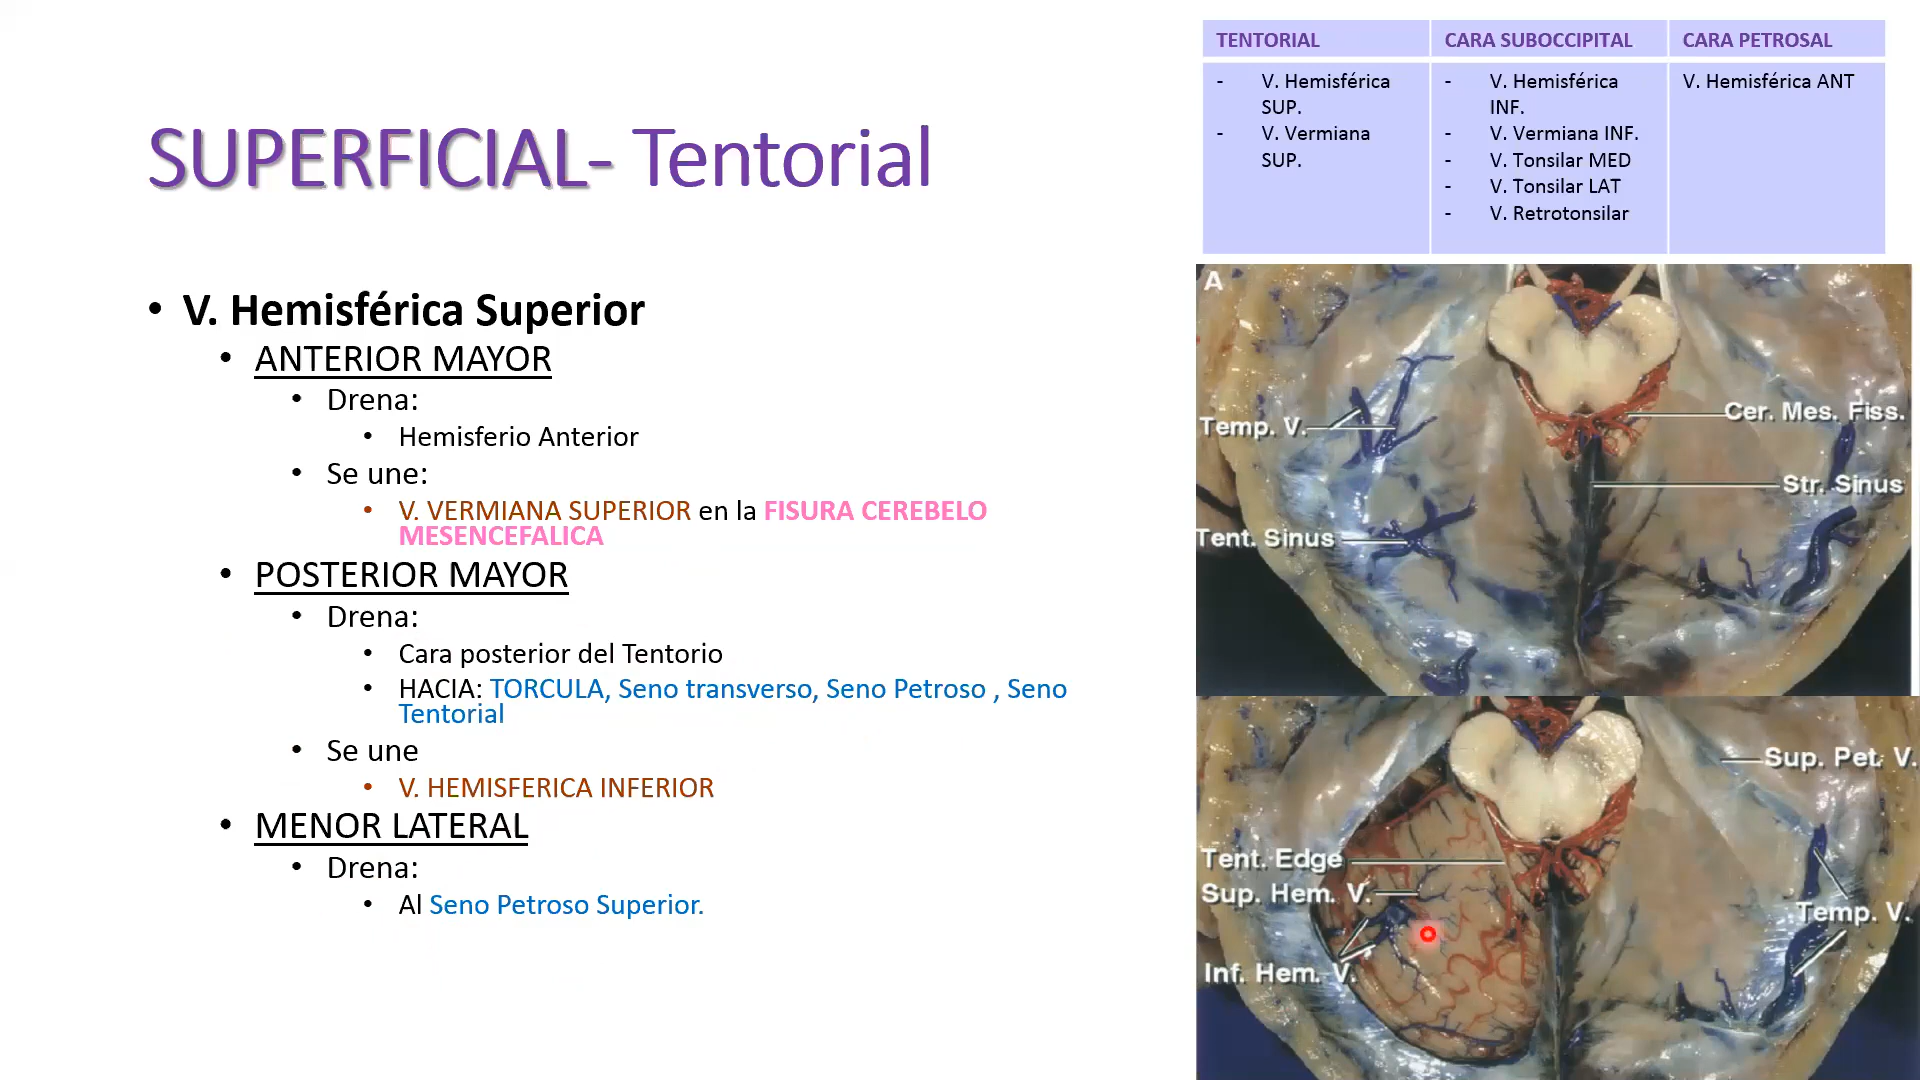 SUPERFICIAL- Tentorial
• V. Hemisférica Superior
• ANTERIOR MAYOR
• Drena:
• Hemisferio Anterior
• Se une:
• V. VERMIANA SUPERIOR en la FISURA CEREBELO
MESENCEFALICA
• POSTERIOR MAYOR
• Drena:
• Cara posterior del Tentorio
• HACIA: TORCULA, Seno transverso, Seno Petroso , Seno
Tentorial
• Se une
• V. HEMISFERICA INFERIOR
• MENOR LATERAL
• Drena:
• Al Seno Petroso Superior.
TENTORIAL
- V. Hemisférica
SUP.
- V. Vermiana
SUP.
CARA SUBOCCIPITAL
- V. Hemisférica
INF.
- V. Vermiana INF.
- V. Tonsilar MED
- V. Tonsilar LAT
- V. Retrotonsilar
CARA PETROSAL
V. Hemisférica ANT
A
Temp. V.
Cer. Mes. Fiss.
Str. Sinus
Tent. Sinus
Sup. Pet. V.
Tent. Edge
Sup. Hem. V.
Temp. V.
Inf. Hem. V.